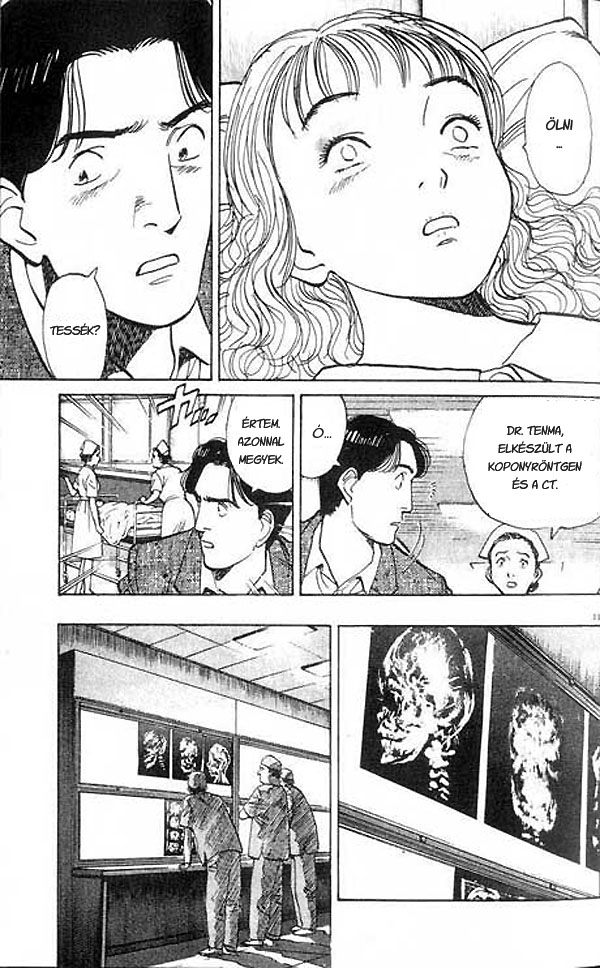 ÖLNI
...
TESSÉK?
DR. TENMA,
ELKÉSZÜLT A
KOPONYRÖNTGEN
ÉS A CT.
Ó...
ÉRTEM.
AZONNAL
MEGYEK.